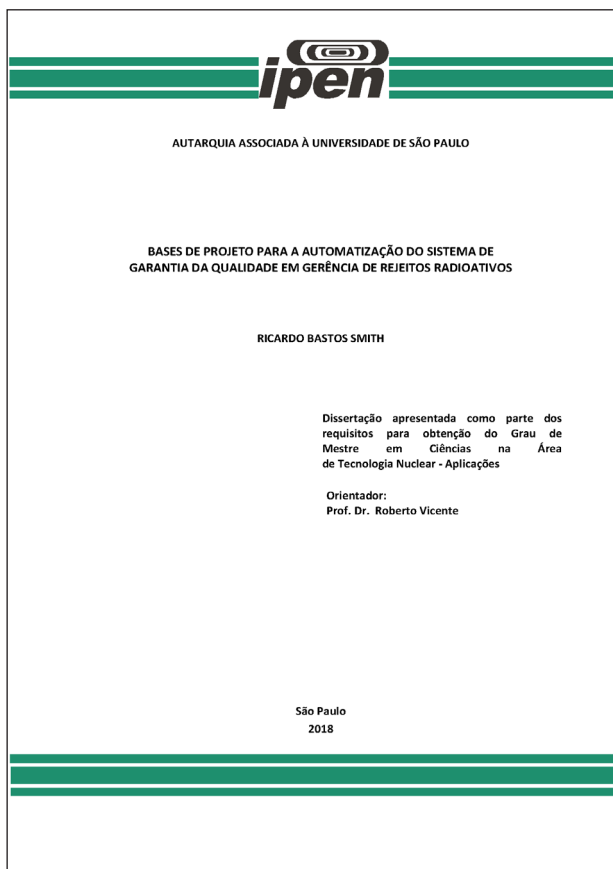 ipen
AUTARQUIA ASSOCIADA À UNIVERSIDADE DE SÃO PAULO
BASES DE PROJETO PARA A AUTOMATIZAÇÃO DO SISTEMA DE
GARANTIA DA QUALIDADE EM GERÊNCIA DE REJEITOS RADIOATIVOS
RICARDO BASTOS SMITH
Dissertação apresentada como parte dos
requisitos para obtenção do Grau de
Mestre em Ciências na Área
de Tecnologia Nuclear - Aplicações
Orientador:
Prof. Dr. Roberto Vicente
São Paulo
2018